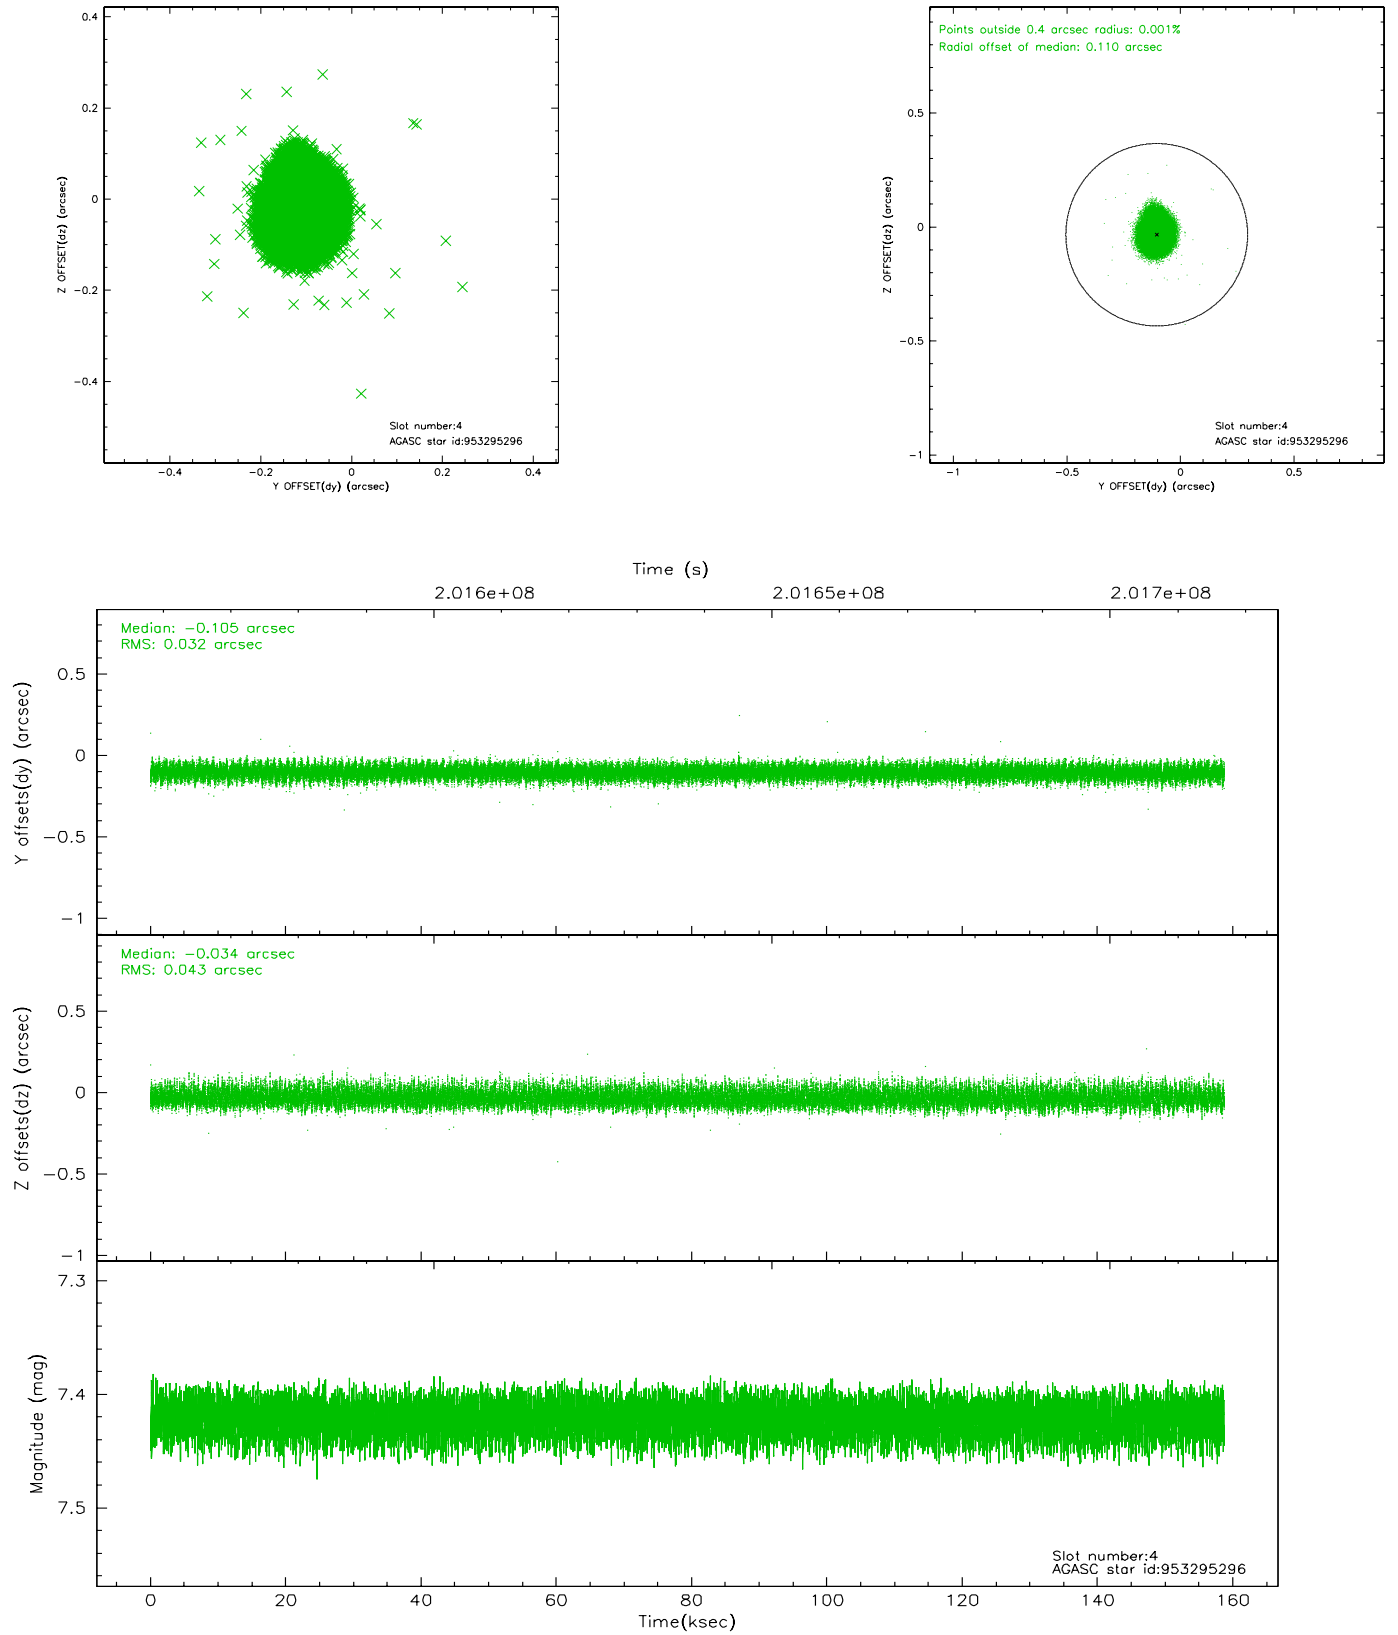 0.4
0.2
0
−0.2
−0.4
Z OFFSET(dz) (arcsec)
Slot number:4
AGASC star id:953295296
−0.4 −0.2 0 0.2 0.4
Y OFFSET(dy) (arcsec)
Points outside 0.4 arcsec radius: 0.001%
Radial offset of median: 0.110 arcsec
0.5
0
−0.5
−1
Z OFFSET(dz) (arcsec)
Slot number:4
AGASC star id:953295296
−1 −0.5 0 0.5
Y OFFSET(dy) (arcsec)
Time (s)
2.016e+08 2.0165e+08 2.017e+08
Median: −0.105 arcsec
RMS: 0.032 arcsec
0.5
0
−0.5
−1
Y offsets(dy) (arcsec)
Median: −0.034 arcsec
RMS: 0.043 arcsec
0.5
0
−0.5
−1
Z offsets(dz) (arcsec)
7.3
7.4
7.5
Magnitude (mag)
Slot number:4
AGASC star id:953295296
0 20 40 60 80 100 120 140 160
Time(ksec)